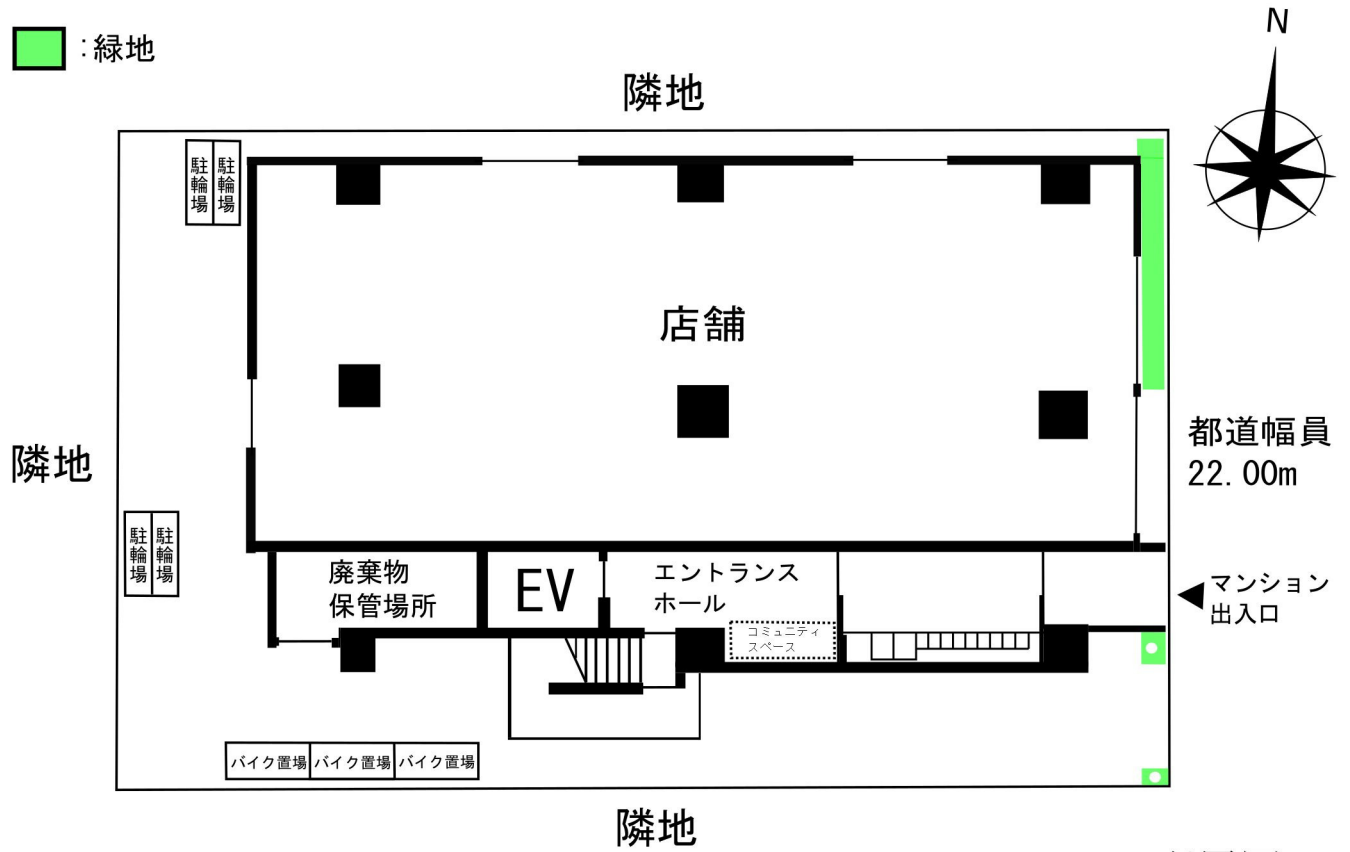 :緑地
N
隣地
駐輪場
駐輪場
店舗
都道幅員
22.00m
隣地
駐輪場
駐輪場
廃棄物
保管場所
EV
エントランス
ホール
コミュニティ
スペース
マンション
出入口
バイク置場
バイク置場
バイク置場
隣地